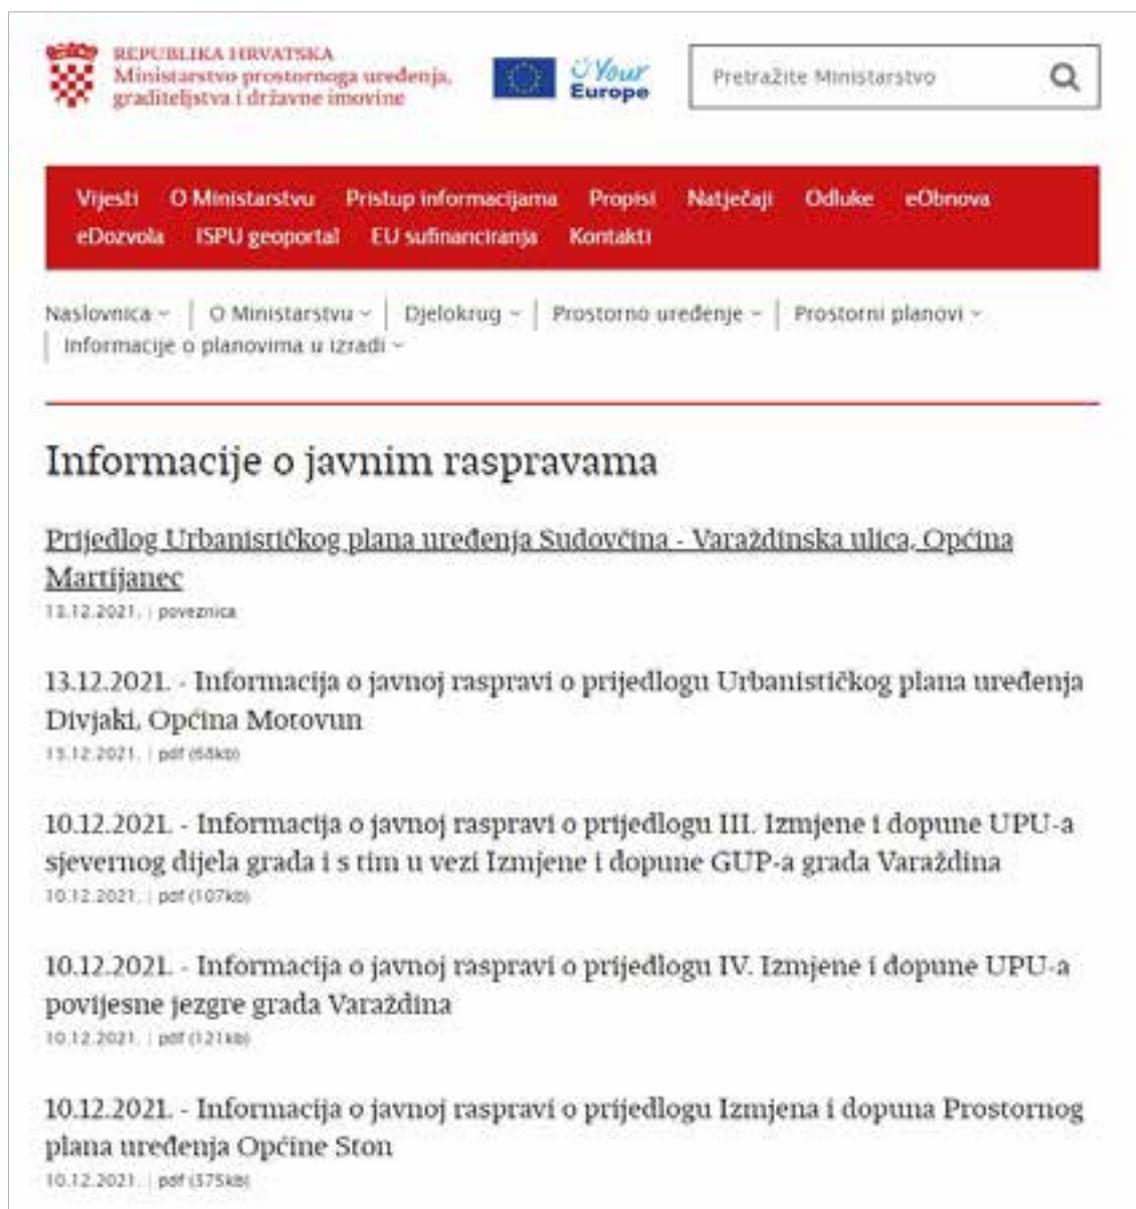 REPUBLIKA HRVATSKA
Ministarstvo prostornoga uređenja,
graditeljstva i državne imovine
Your
Europe
Pretražite Ministarstvo
Vijesti O Ministarstvu Pristup informacijama Propisi Natječaji Odluke eObnova
eDozvola ISPU geoportal EU sufinanciranja Kontakti
Naslovnica | O Ministarstvu | Djelokrug | Prostorno uređenje | Prostorni planovi
| Informacije o planovima u izradi
Informacije o javnim raspravama
Prijedlog Urbanističkog plana uređenja Sudovčina - Varaždinska ulica, Općina
Martijanec
13.12.2021. | poveznica
13.12.2021. - Informacija o javnoj raspravi o prijedlogu Urbanističkog plana uređenja
Divjaki, Općina Motovun
13.12.2021. | pdf (68kb)
10.12.2021. - Informacija o javnoj raspravi o prijedlogu III. Izmjene i dopune UPU-a
sjevernog dijela grada i s tim u vezi Izmjene i dopune GUP-a grada Varaždina
10.12.2021. | pdf (107kb)
10.12.2021. - Informacija o javnoj raspravi o prijedlogu IV. Izmjene i dopune UPU-a
povijesne jezgre grada Varaždina
10.12.2021. | pdf (121kb)
10.12.2021. - Informacija o javnoj raspravi o prijedlogu Izmjena i dopuna Prostornog
plana uređenja Općine Ston
10.12.2021. | pdf (375kb)